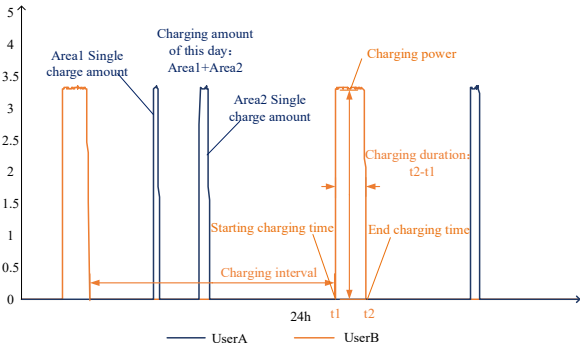 5
Charging amount
of this day：
Area1+Area2
4.5
4
Area1 Single
charge amount
Charging power
3.5
Area2 Single
charge amount
3
2.5
Charging duration：
t2-t1
2
1.5
Starting charging time
End charging time
1
Charging interval
0.5
0
24h
t1
t2
UserA
UserB